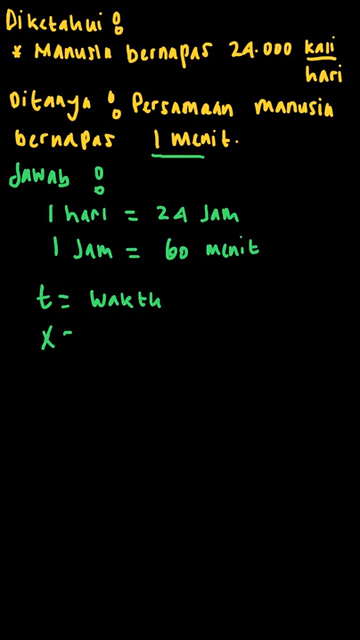 Diketahui :
* Manusia bernapas 24.000 kali
hari
Ditanya : Persamaan manusia
bernapas 1 menit.
Jawab :
1 hari = 24 Jam
1 Jam = 60 menit
t = Waktu
X =